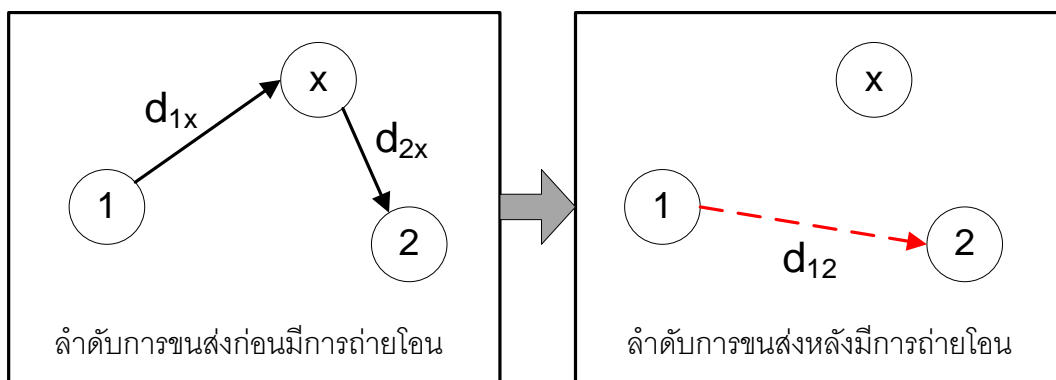 x
d1x
d2x
1
2
ลำดับการขนส่งก่อนมีการถ่ายโอน
x
1
2
d12
ลำดับการขนส่งหลังมีการถ่ายโอน